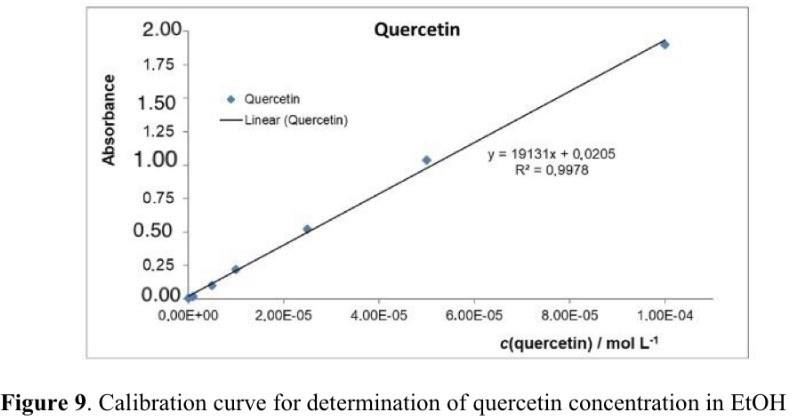 Quercetin
2.00
1.75
1.50
1.25
1.00
0.75
0.50
0.25
0.00
Absorbance
Quercetin
Linear (Quercetin)
y = 19131x + 0,0205
R² = 0,9978
0,00E+00 2,00E-05 4,00E-05 6,00E-05 8,00E-05 1,00E-04
c(quercetin) / mol L⁻¹
Figure 9. Calibration curve for determination of quercetin concentration in EtOH